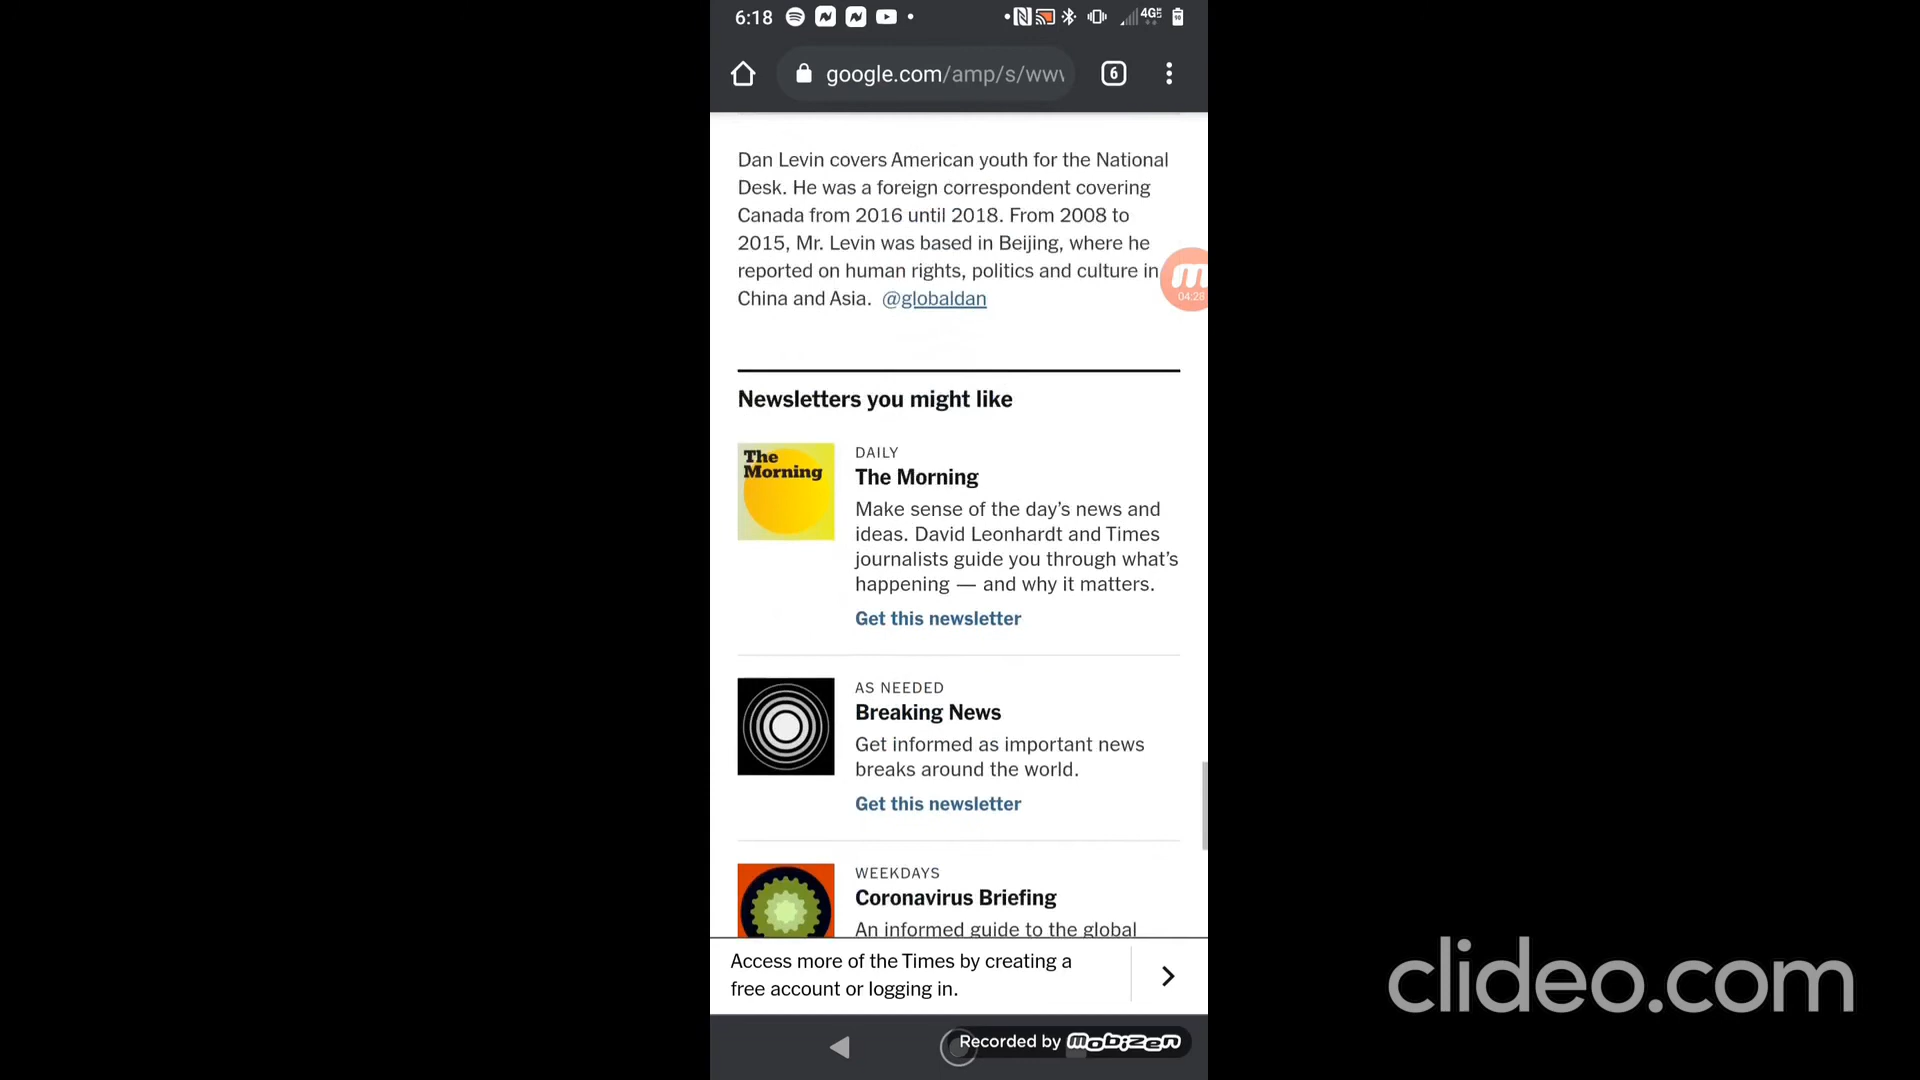 6:18
4GE
google.com/amp/s/www
6
Dan Levin covers American youth for the National
Desk. He was a foreign correspondent covering
Canada from 2016 until 2018. From 2008 to
2015, Mr. Levin was based in Beijing, where he
reported on human rights, politics and culture in
China and Asia. @globaldan
04:28
Newsletters you might like
The
Morning
DAILY
The Morning
Make sense of the day’s news and
ideas. David Leonhardt and Times
journalists guide you through what’s
happening — and why it matters.
Get this newsletter
AS NEEDED
Breaking News
Get informed as important news
breaks around the world.
Get this newsletter
WEEKDAYS
Coronavirus Briefing
An informed guide to the global
Access more of the Times by creating a
free account or logging in.
Recorded by mobizen
clideo.com